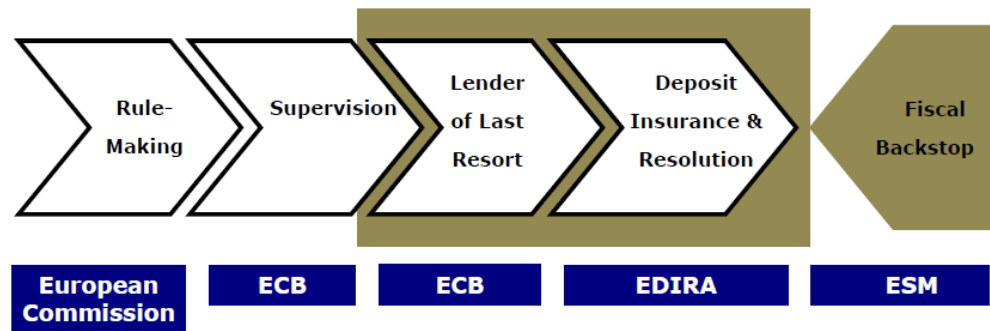 Rule-
Making
Supervision
Lender
of Last
Resort
Deposit
Insurance &
Resolution
Fiscal
Backstop
European
Commission
ECB
ECB
EDIRA
ESM